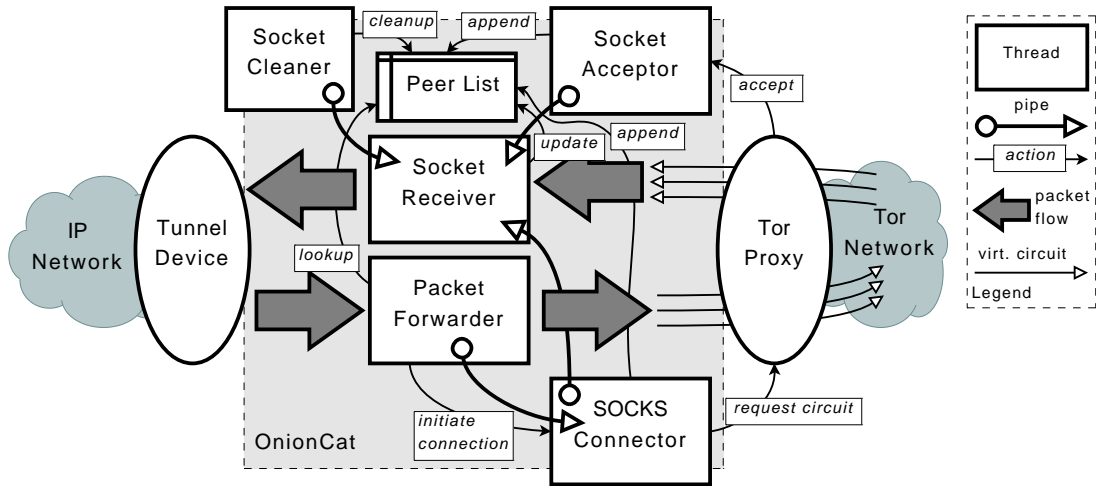 Socket
Cleaner
cleanup
append
Socket
Acceptor
Peer List
accept
update
append
Socket
Receiver
IP
Network
Tunnel
Device
lookup
Tor
Proxy
Tor
Network
Packet
Forwarder
initiate
connection
SOCKS
Connector
request circuit
OnionCat
Thread
pipe
action
packet
flow
virt. circuit
Legend